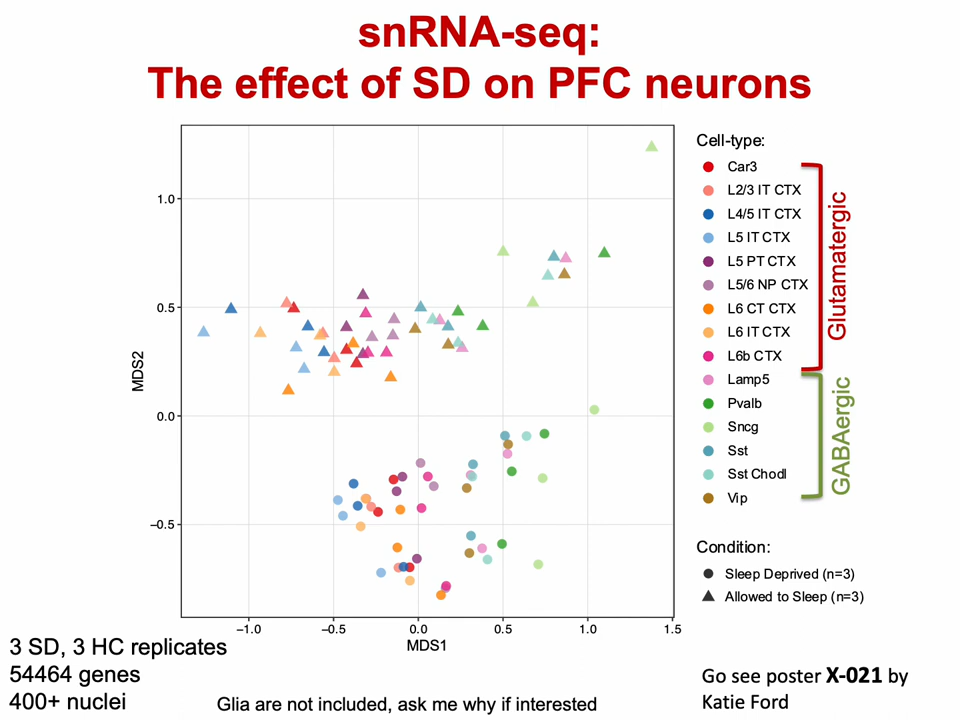 snRNA-seq:
The effect of SD on PFC neurons
Cell-type:
Car3
L2/3 IT CTX
L4/5 IT CTX
L5 IT CTX
L5 PT CTX
L5/6 NP CTX
L6 CT CTX
L6 IT CTX
L6b CTX
Lamp5
Pvalb
Sncg
Sst
Sst Chodl
Vip
Glutamatergic
GABAergic
Condition:
Sleep Deprived (n=3)
Allowed to Sleep (n=3)
MDS2
1.0
0.5
0.0
−0.5
−1.0
−0.5
0.0
0.5
1.0
1.5
MDS1
3 SD, 3 HC replicates
54464 genes
400+ nuclei
Glia are not included, ask me why if interested
Go see poster X-021 by
Katie Ford